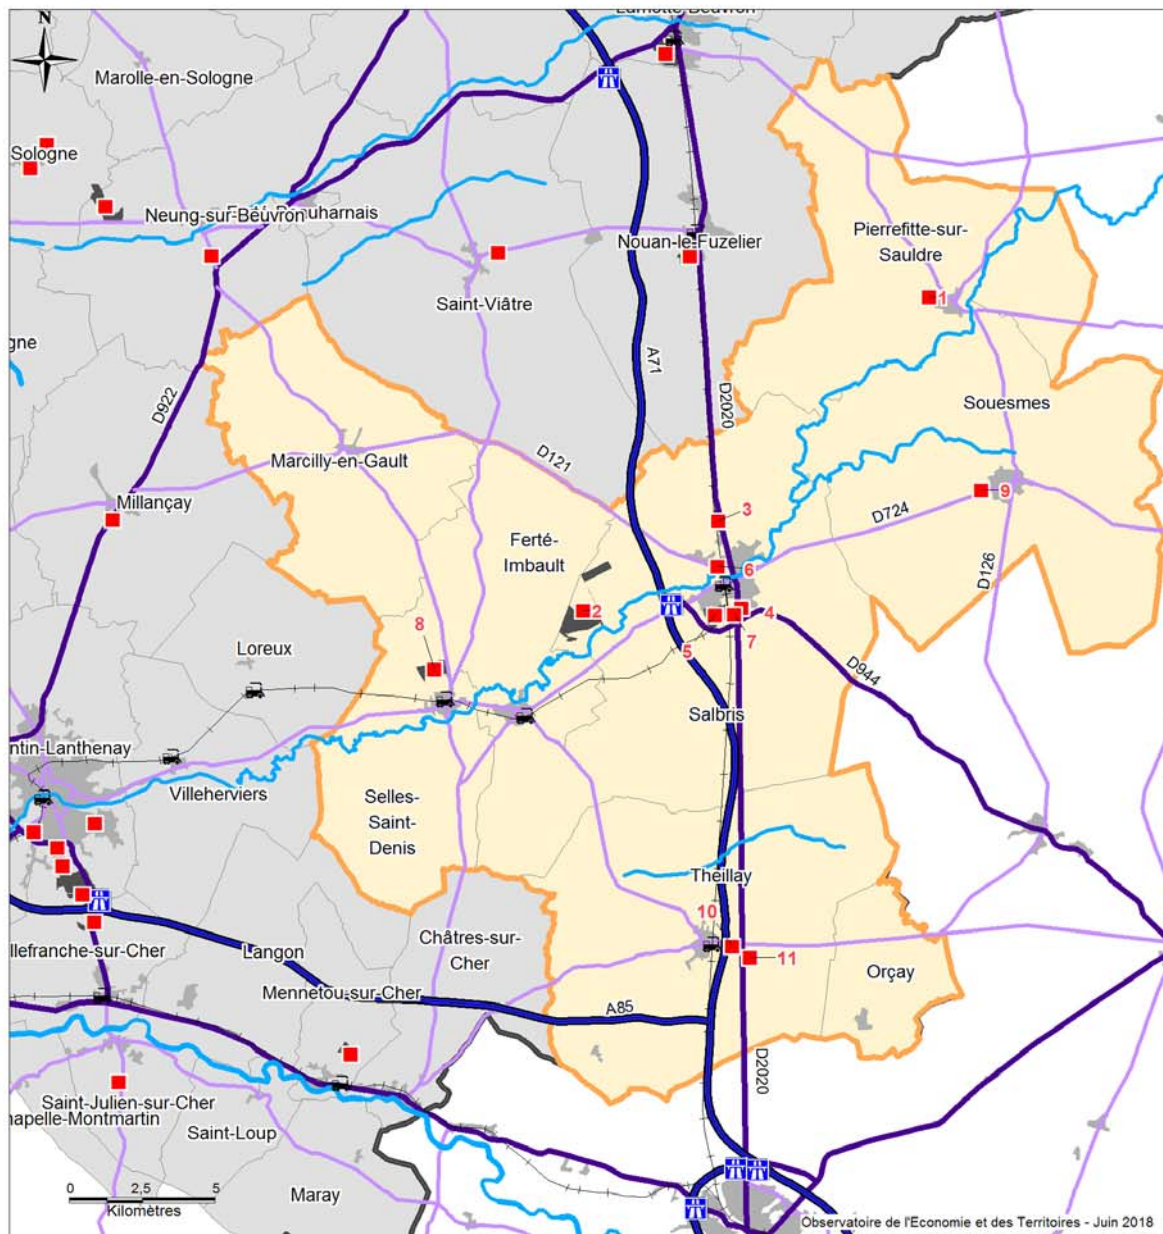 N
Lamotte-Beuvron
Marolle-en-Sologne
Sologne
Neung-sur-Beuvron
Nouan-le-Fuzelier
Pierrefitte-sur-
Sauldre
1
Saint-Viâtre
gne
A71
D2020
D922
Souesmes
D121
Marcilly-en-Gault
Millançay
9
D724
3
Ferté-
Imbault
6
D126
2
4
8
7
5
Loreux
D944
Salbris
ntin-Lanthenay
Villeherviers
Selles-
Saint-
Denis
Theillay
10
Châtres-sur-
Cher
llefranche-sur-Cher
Langon
11
Orçay
Mennetou-sur-Cher
A85
D2020
Saint-Julien-sur-Cher
hapelle-Montmartin
Saint-Loup
Maray
0 2,5 5
Kilomètres
Observatoire de l'Economie et des Territoires - Juin 2018